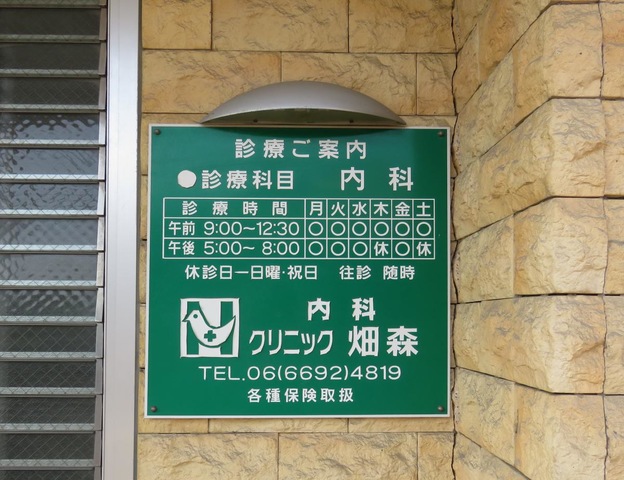 診療ご案内
●診療科目 内科
診療時間 月 火 水 木 金 土
午前 9:00〜12:30 ○ ○ ○ ○ ○ ○
午後 5:00〜8:00 ○ ○ ○ 休 ○ 休
休診日ー日曜・祝日 往診 随時
内科
クリニック 畑森
TEL.06(6692)4819
各種保険取扱